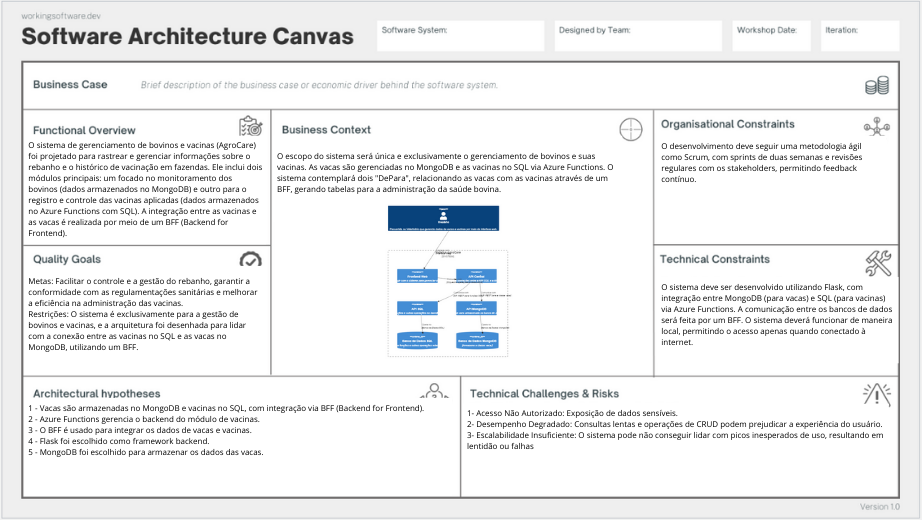 workingsoftware.dev
Software Architecture Canvas
Software System:
Designed by Team:
Workshop Date:
Iteration:
Business Case
Brief description of the business case or economic driver behind the software system.
Functional Overview
O sistema de gerenciamento de bovinos e vacinas (AgroCare)
foi projetado para rastrear e gerenciar informações sobre o
rebanho e o histórico de vacinação em fazendas. Ele inclui dois
módulos principais: um focado no monitoramento dos
bovinos (dados armazenados no MongoDB) e outro para o
registro e controle das vacinas aplicadas (dados armazenados
no Azure Functions com SQL). A integração entre as vacinas e
as vacas é realizada por meio de um BFF (Backend for
Frontend).
Quality Goals
Metas: Facilitar o controle e a gestão do rebanho, garantir a
conformidade com as regulamentações sanitárias e melhorar
a eficiência na administração das vacinas.
Restrições: O sistema é exclusivamente para a gestão de
bovinos e vacinas, e a arquitetura foi desenhada para lidar
com a conexão entre as vacinas no SQL e as vacas no
MongoDB, utilizando um BFF.
Business Context
O escopo do sistema será única e exclusivamente o gerenciamento de bovinos e suas
vacinas. As vacas são gerenciadas no MongoDB e as vacinas no SQL via Azure Functions. O
sistema contemplará dois "DePara", relacionando as vacas com as vacinas através de um
BFF, gerando tabelas para a administração da saúde bovina.
Organisational Constraints
O desenvolvimento deve seguir uma metodologia ágil
como Scrum, com sprints de duas semanas e revisões
regulares com os stakeholders, permitindo feedback
contínuo.
Technical Constraints
O sistema deve ser desenvolvido utilizando Flask, com
integração entre MongoDB (para vacas) e SQL (para vacinas)
via Azure Functions. A comunicação entre os bancos de dados
será feita por um BFF. O sistema deverá funcionar de maneira
local, permitindo o acesso apenas quando conectado à
internet.
Architectural hypotheses
1 - Vacas são armazenadas no MongoDB e vacinas no SQL, com integração via BFF (Backend for Frontend).
2 - Azure Functions gerencia o backend do módulo de vacinas.
3 - O BFF é usado para integrar os dados de vacas e vacinas.
4 - Flask foi escolhido como framework backend.
5 - MongoDB foi escolhido para armazenar os dados das vacas.
Technical Challenges & Risks
1- Acesso Não Autorizado: Exposição de dados sensíveis.
2- Desempenho Degradado: Consultas lentas e operações de CRUD podem prejudicar a experiência do usuário.
3- Escalabilidade Insuficiente: O sistema pode não conseguir lidar com picos inesperados de uso, resultando em
lentidão ou falhas
Version 1.0